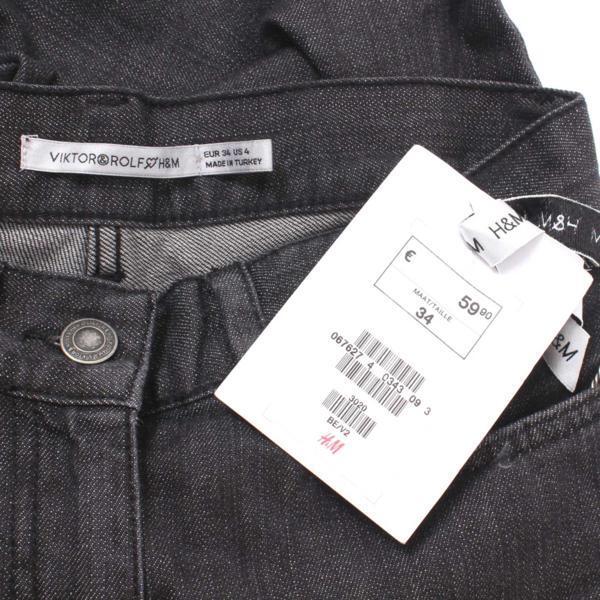 VIKTOR&ROLF♡H&M
EUR 34 US 4
MADE IN TURKEY
€ 59.90
MAAT/TAILLE
34
067627 4 0343 09 3
3020
BE/V2
H&M
H&M
M
H&M
M&H
M